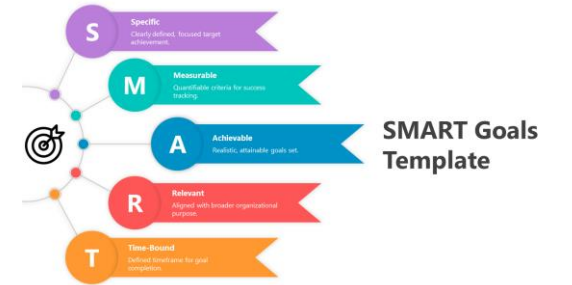 S
Specific
Clearly defined, focused target
achievement.
M
Measurable
Quantifiable criteria for success
tracking.
A
Achievable
Realistic, attainable goals set.
SMART Goals
Template
R
Relevant
Aligned with broader organizational
purpose.
T
Time-Bound
Defined timeframe for goal
completion.